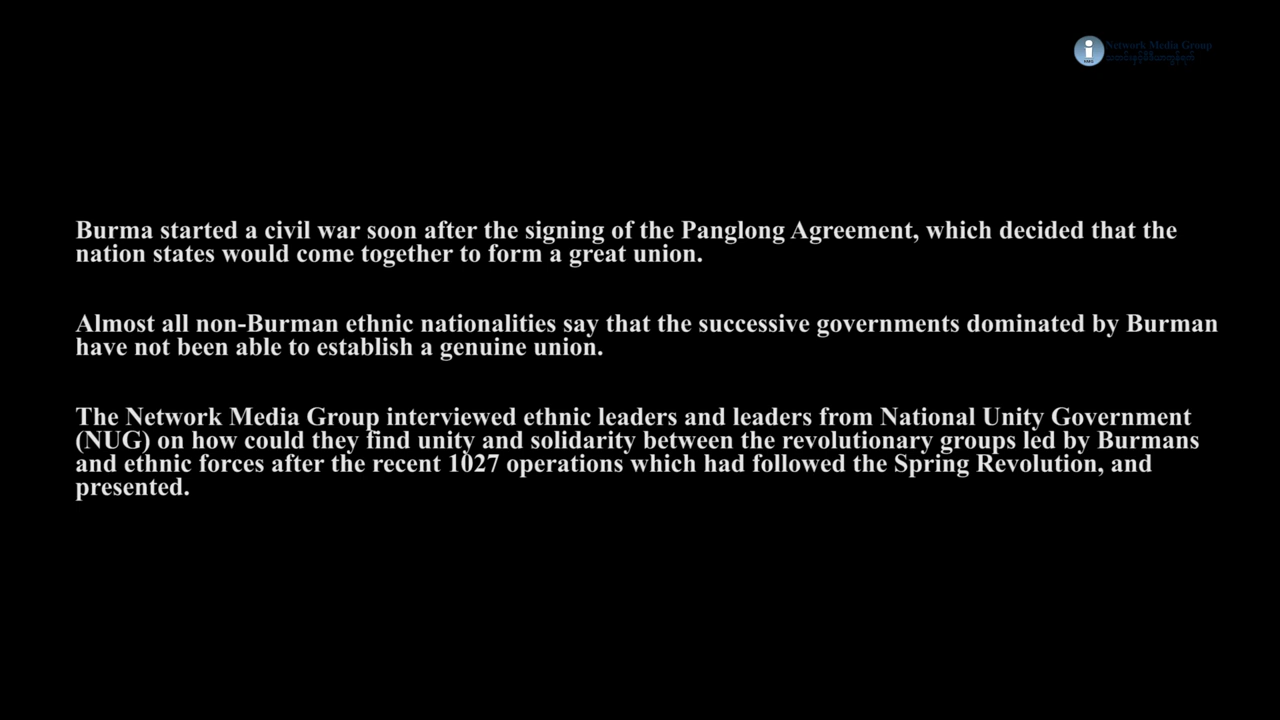 Network Media Group
Burma started a civil war soon after the signing of the Panglong Agreement, which decided that the
nation states would come together to form a great union.
Almost all non-Burman ethnic nationalities say that the successive governments dominated by Burman
have not been able to establish a genuine union.
The Network Media Group interviewed ethnic leaders and leaders from National Unity Government
(NUG) on how could they find unity and solidarity between the revolutionary groups led by Burmans
and ethnic forces after the recent 1027 operations which had followed the Spring Revolution, and
presented.